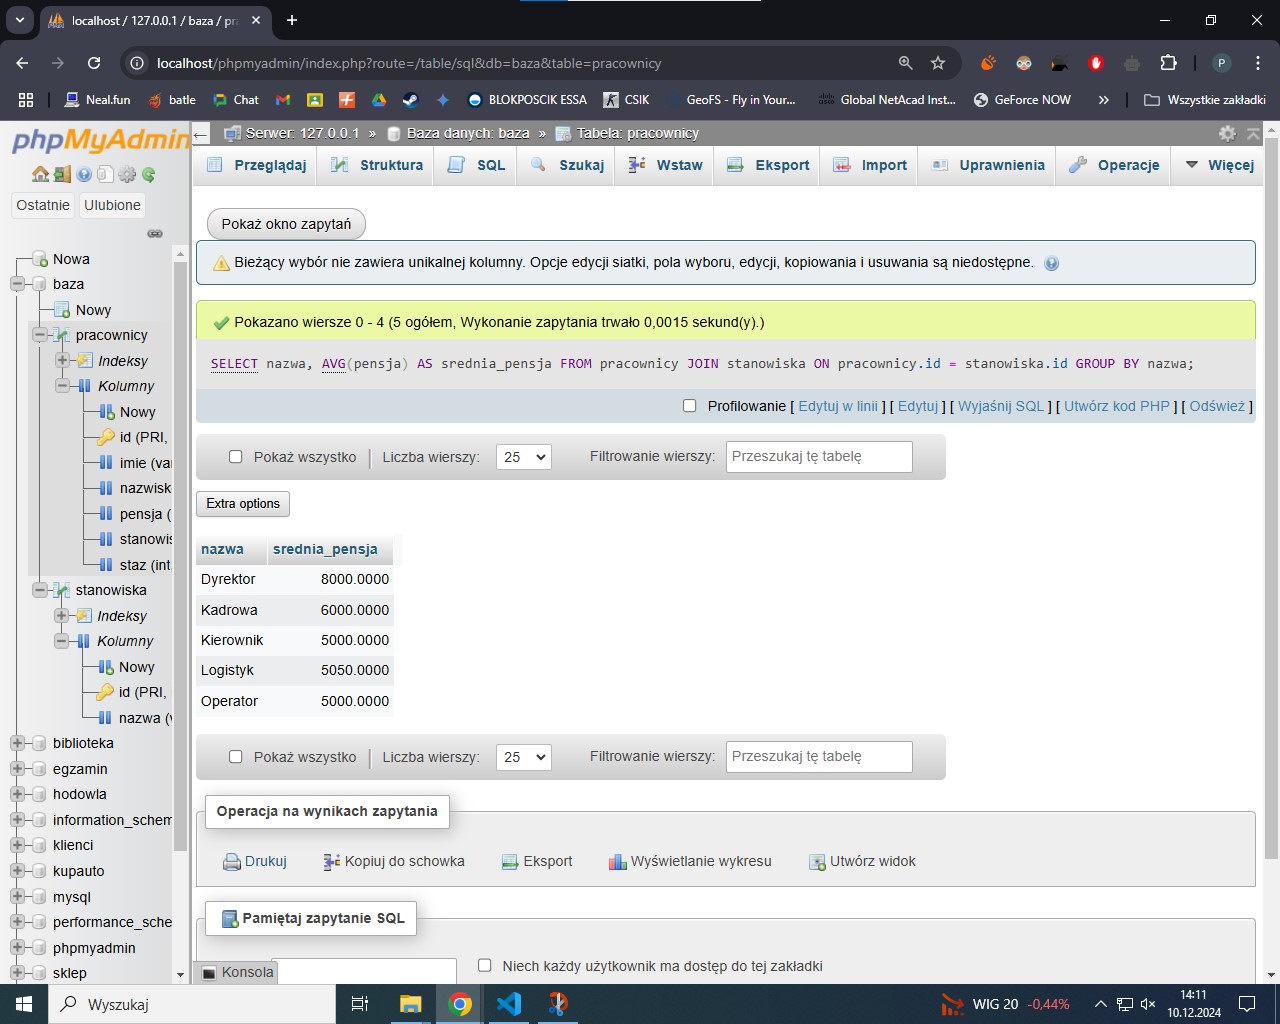 localhost / 127.0.0.1 / baza / pra
localhost/phpmyadmin/index.php?route=/table/sql&db=baza&table=pracownicy
P
Neal.fun
batle
Chat
BLOKPOSCIK ESSA
CSIK
GeoFS - Fly in Your...
Global NetAcad Inst...
GeForce NOW
Wszystkie zakładki
phpMyAdmin
Serwer: 127.0.0.1 » Baza danych: baza » Tabela: pracownicy
Przeglądaj
Struktura
SQL
Szukaj
Wstaw
Eksport
Import
Uprawnienia
Operacje
Więcej
Ostatnie
Ulubione
Nowa
baza
Nowy
pracownicy
Indeksy
Kolumny
Nowy
id (PRI,
imie (var
nazwisk
pensja (
stanowis
staz (int
stanowiska
Indeksy
Kolumny
Nowy
id (PRI,
nazwa (v
biblioteka
egzamin
hodowla
information_schem
klienci
kupauto
mysql
performance_sche
phpmyadmin
sklep
Pokaż okno zapytań
Bieżący wybór nie zawiera unikalnej kolumny. Opcje edycji siatki, pola wyboru, edycji, kopiowania i usuwania są niedostępne.
Pokazano wiersze 0 - 4 (5 ogółem, Wykonanie zapytania trwało 0,0015 sekund(y).)
SELECT nazwa, AVG(pensja) AS srednia_pensja FROM pracownicy JOIN stanowiska ON pracownicy.id = stanowiska.id GROUP BY nazwa;
Profilowanie [ Edytuj w linii ] [ Edytuj ] [ Wyjaśnij SQL ] [ Utwórz kod PHP ] [ Odśwież ]
Pokaż wszystko | Liczba wierszy: 25 Filtrowanie wierszy: Przeszukaj tę tabelę
Extra options
nazwa srednia_pensja
Dyrektor 8000.0000
Kadrowa 6000.0000
Kierownik 5000.0000
Logistyk 5050.0000
Operator 5000.0000
Pokaż wszystko | Liczba wierszy: 25 Filtrowanie wierszy: Przeszukaj tę tabelę
Operacja na wynikach zapytania
Drukuj
Kopiuj do schowka
Eksport
Wyświetlanie wykresu
Utwórz widok
Pamiętaj zapytanie SQL
Niech każdy użytkownik ma dostęp do tej zakładki
Konsola
Wyszukaj
WIG 20 -0,44%
14:11
10.12.2024